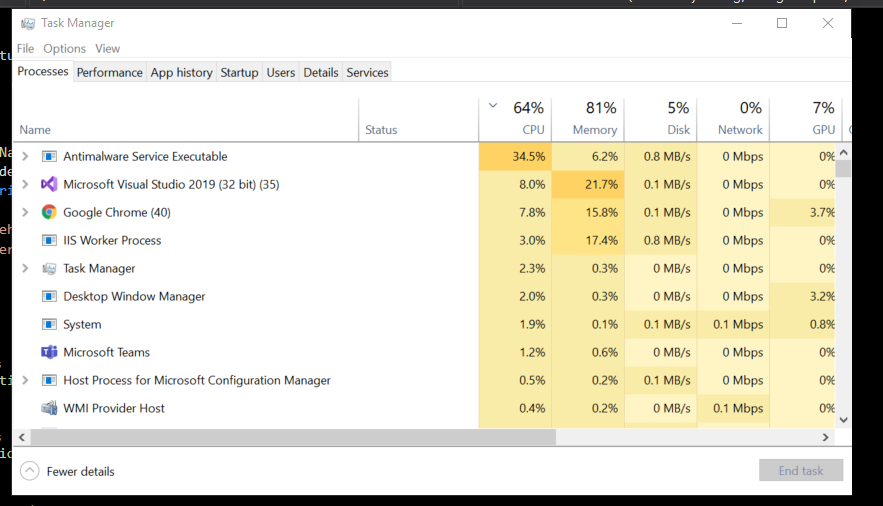 Task Manager
File Options View
Processes Performance App history Startup Users Details Services
64% 81% 5% 0% 7%
Name Status CPU Memory Disk Network GPU
Antimalware Service Executable 34.5% 6.2% 0.8 MB/s 0 Mbps 0%
Microsoft Visual Studio 2019 (32 bit) (35) 8.0% 21.7% 0.1 MB/s 0 Mbps 0%
Google Chrome (40) 7.8% 15.8% 0.1 MB/s 0 Mbps 3.7%
IIS Worker Process 3.0% 17.4% 0.8 MB/s 0 Mbps 0%
Task Manager 2.3% 0.3% 0 MB/s 0 Mbps 0%
Desktop Window Manager 2.0% 0.3% 0 MB/s 0 Mbps 3.2%
System 1.9% 0.1% 0.1 MB/s 0.1 Mbps 0.8%
Microsoft Teams 1.2% 0.6% 0 MB/s 0 Mbps 0%
Host Process for Microsoft Configuration Manager 0.5% 0.2% 0.1 MB/s 0 Mbps 0%
WMI Provider Host 0.4% 0.2% 0 MB/s 0.1 Mbps 0%
Fewer details End task